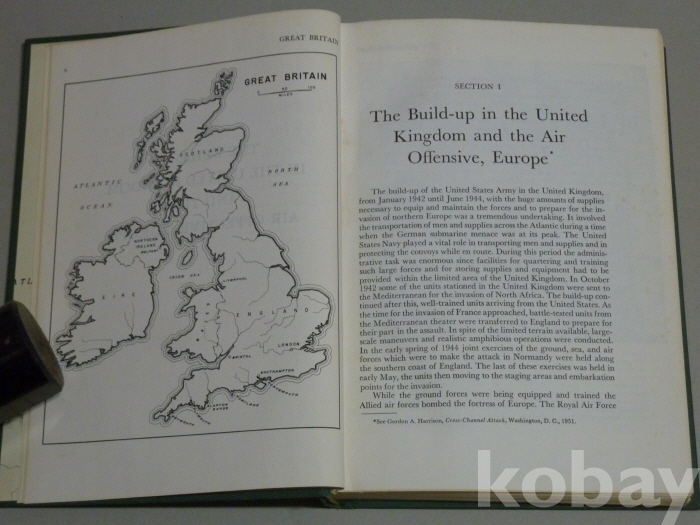 GREAT BRITAIN
GREAT BRITAIN
50
100
MILES
SCOTLAND
ATLANTIC
OCEAN
NORTH
SEA
NORTHERN
IRELAND
BELFAST
IRISH SEA
EIRE
LIVERPOOL
ENGLAND
WALES
LONDON
BRISTOL
SOUTHAMPTON
PORTSMOUTH
PORTLAND
SLAPTON
SANDS
SECTION I
The Build-up in the United
Kingdom and the Air
Offensive, Europe*
The build-up of the United States Army in the United Kingdom,
from January 1942 until June 1944, with the huge amounts of supplies
necessary to equip and maintain the forces and to prepare for the in-
vasion of northern Europe was a tremendous undertaking. It involved
the transportation of men and supplies across the Atlantic during a time
when the German submarine menace was at its peak. The United
States Navy played a vital role in transporting men and supplies and in
protecting the convoys while en route. During this period the adminis-
trative task was enormous since facilities for quartering and training
such large forces and for storing supplies and equipment had to be
provided within the limited area of the United Kingdom. In October
1942 some of the units stationed in the United Kingdom were sent to
the Mediterranean for the invasion of North Africa. The build-up con-
tinued after this, well-trained units arriving from the United States. As
the time for the invasion of France approached, battle-tested units from
the Mediterranean theater were transferred to England to prepare for
their part in the assault. In spite of the limited terrain available, large-
scale maneuvers and realistic amphibious operations were conducted.
In the early spring of 1944 joint exercises of the ground, sea, and air
forces which were to make the attack in Normandy were held along
the southern coast of England. The last of these exercises was held in
early May, the units then moving to the staging areas and embarkation
points for the invasion.
While the ground forces were being equipped and trained the
Allied air forces bombed the fortress of Europe. The Royal Air Force
*See Gordon A. Harrison, Cross-Channel Attack, Washington, D. C., 1951.
kobay